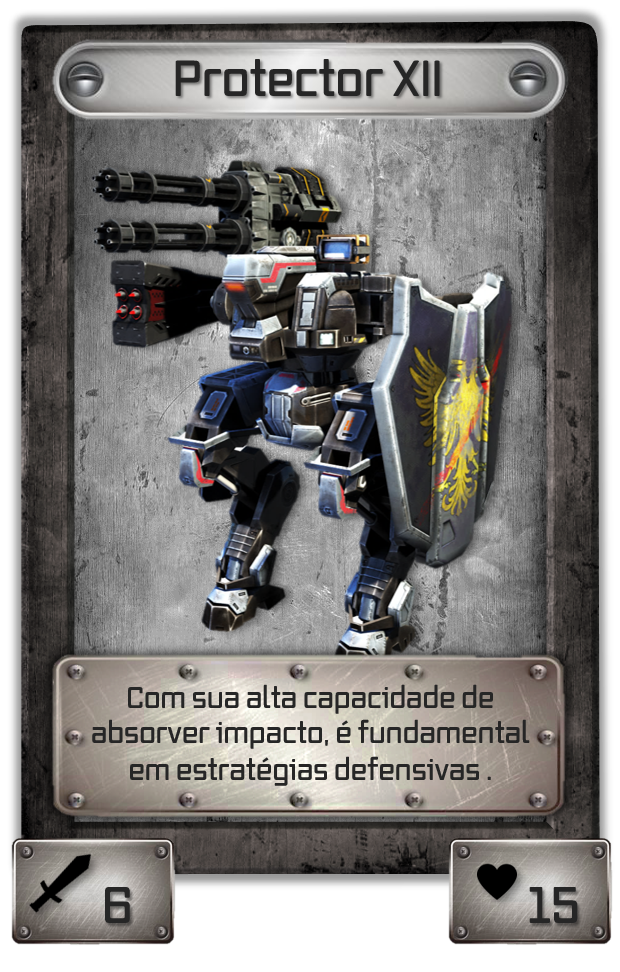 Protector XII
Com sua alta capacidade de
absorver impacto, é fundamental
em estratégias defensivas .
6
15